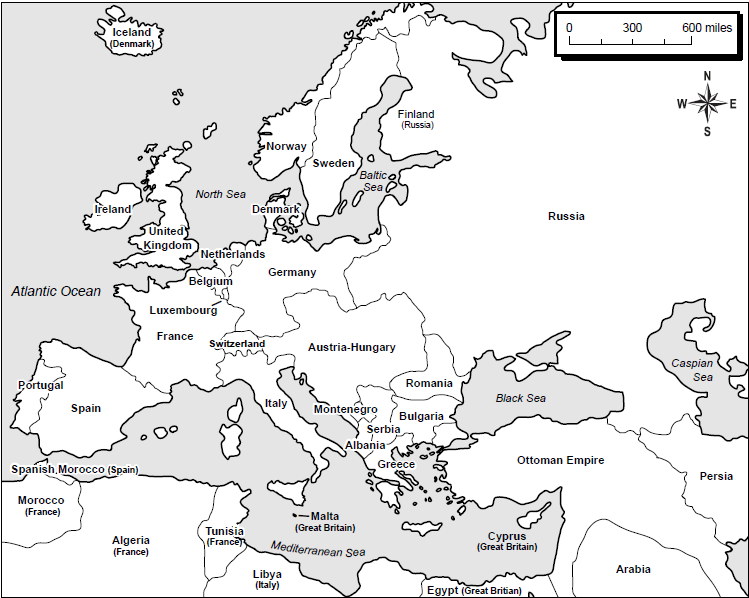 Iceland
(Denmark)
0 300 600 miles
N
W E
S
Finland
(Russia)
Norway
Sweden
Baltic
Sea
North Sea
Ireland
Denmark
Russia
United
Kingdom
Netherlands
Germany
Belgium
Atlantic Ocean
Luxembourg
France
Switzerland
Austria-Hungary
Caspian
Sea
Portugal
Spain
Romania
Black Sea
Italy
Montenegro
Bulgaria
Serbia
Albania
Greece
Ottoman Empire
Spanish Morocco (Spain)
Persia
Morocco
(France)
Malta
(Great Britain)
Tunisia
(France)
Algeria
(France)
Cyprus
(Great Britain)
Mediterranean Sea
Libya
(Italy)
Arabia
Egypt (Great Britian)